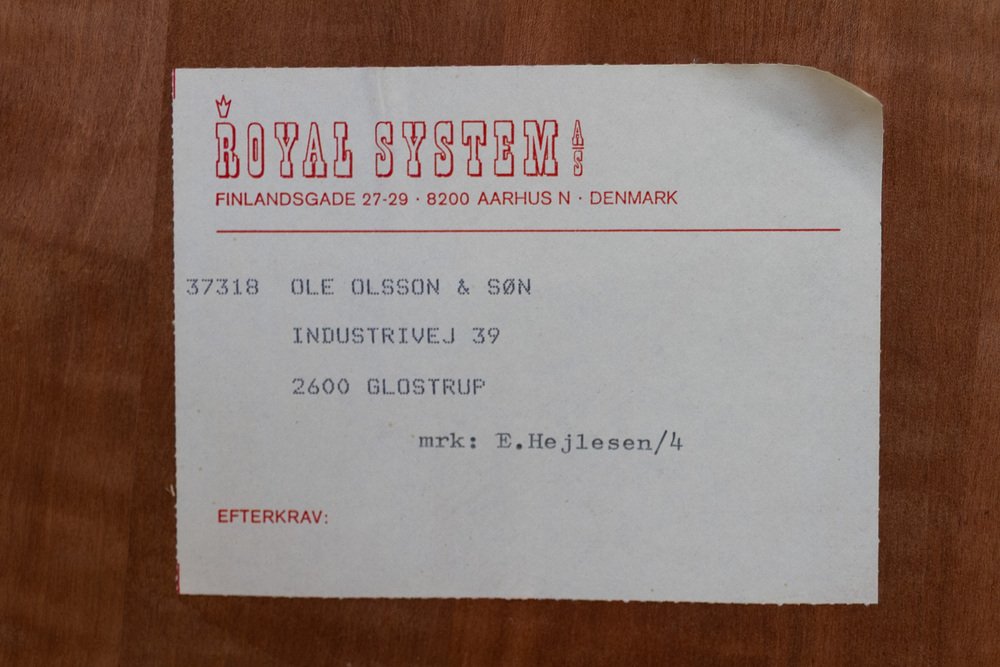 ROYAL SYSTEM A/S
FINLANDSGADE 27-29 · 8200 AARHUS N · DENMARK
37318 OLE OLSSON & SØN
INDUSTRIVEJ 39
2600 GLOSTRUP
mrk: E.Hejlesen/4
EFTERKRAV: